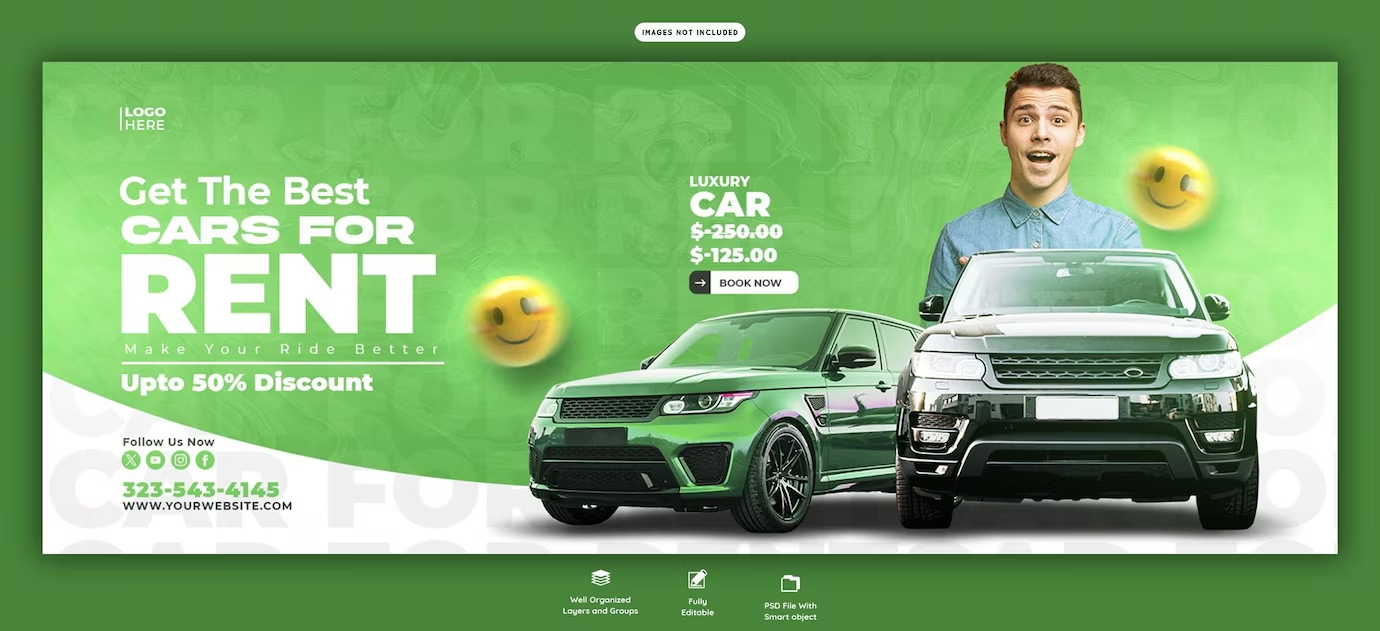 IMAGES NOT INCLUDED
LOGO
HERE
Get The Best
CARS FOR
RENT
Make Your Ride Better
Upto 50% Discount
Follow Us Now
323-543-4145
WWW.YOURWEBSITE.COM
LUXURY
CAR
$-250.00
$-125.00
BOOK NOW
Well Organized
Layers and Groups
Fully
Editable
PSD File With
Smart object